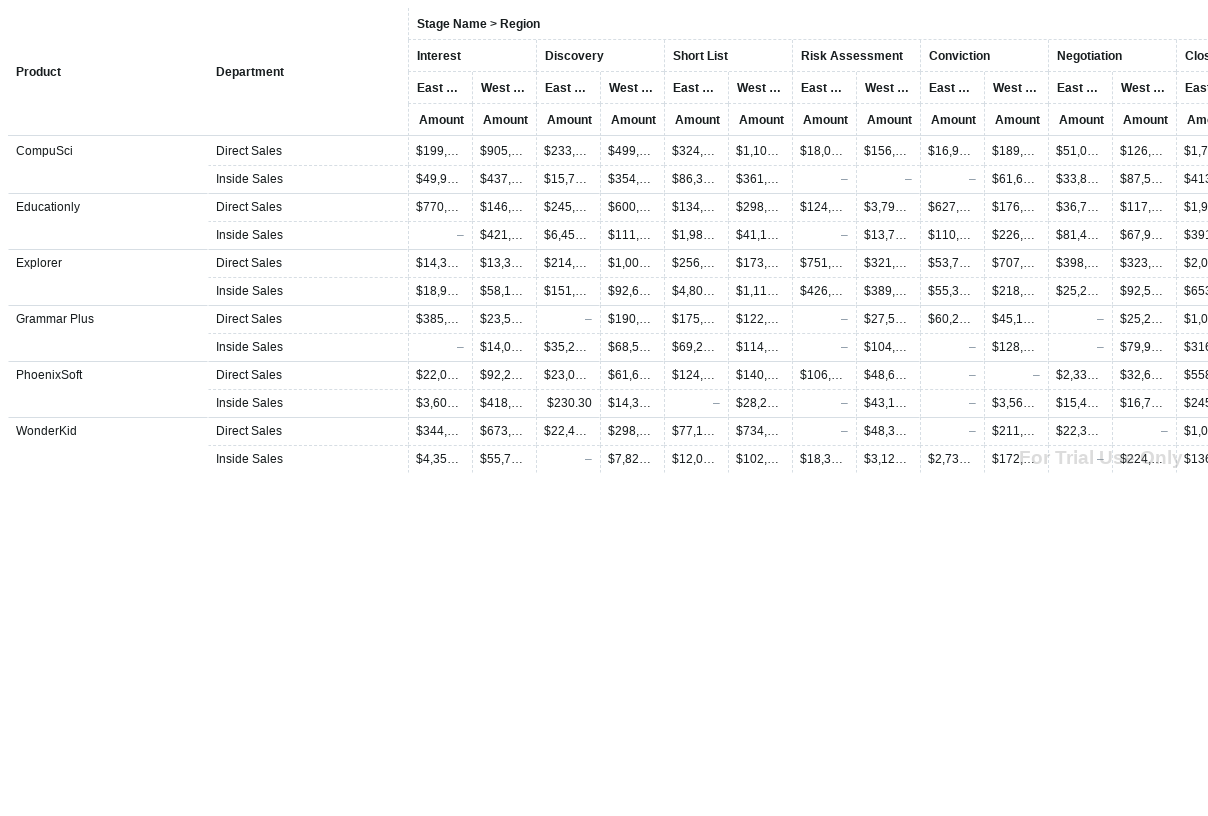 Stage Name > Region
Product Department
Interest Discovery Short List Risk Assessment Conviction Negotiation Clos
East … West … East … West … East … West … East … West … East … West … East … West … East
Amount Amount Amount Amount Amount Amount Amount Amount Amount Amount Amount Amount Am
CompuSci Direct Sales $199,… $905,… $233,… $499,… $324,… $1,10… $18,0… $156,… $16,9… $189,… $51,0… $126,… $1,7
Inside Sales $49,9… $437,… $15,7… $354,… $86,3… $361,… – – – $61,6… $33,8… $87,5… $413
Educationly Direct Sales $770,… $146,… $245,… $600,… $134,… $298,… $124,… $3,79… $627,… $176,… $36,7… $117,… $1,9
Inside Sales – $421,… $6,45… $111,… $1,98… $41,1… – $13,7… $110,… $226,… $81,4… $67,9… $391
Explorer Direct Sales $14,3… $13,3… $214,… $1,00… $256,… $173,… $751,… $321,… $53,7… $707,… $398,… $323,… $2,0
Inside Sales $18,9… $58,1… $151,… $92,6… $4,80… $1,11… $426,… $389,… $55,3… $218,… $25,2… $92,5… $653
Grammar Plus Direct Sales $385,… $23,5… – $190,… $175,… $122,… – $27,5… $60,2… $45,1… – $25,2… $1,0
Inside Sales – $14,0… $35,2… $68,5… $69,2… $114,… – $104,… – $128,… – $79,9… $316
PhoenixSoft Direct Sales $22,0… $92,2… $23,0… $61,6… $124,… $140,… $106,… $48,6… – – $2,33… $32,6… $558
Inside Sales $3,60… $418,… $230.30 $14,3… – $28,2… – $43,1… – $3,56… $15,4… $16,7… $245
WonderKid Direct Sales $344,… $673,… $22,4… $298,… $77,1… $734,… – $48,3… – $211,… $22,3… – $1,0
Inside Sales $4,35… $55,7… – $7,82… $12,0… $102,… $18,3… $3,12… $2,73… $172,… – $224,… $136
For Trial Use Only